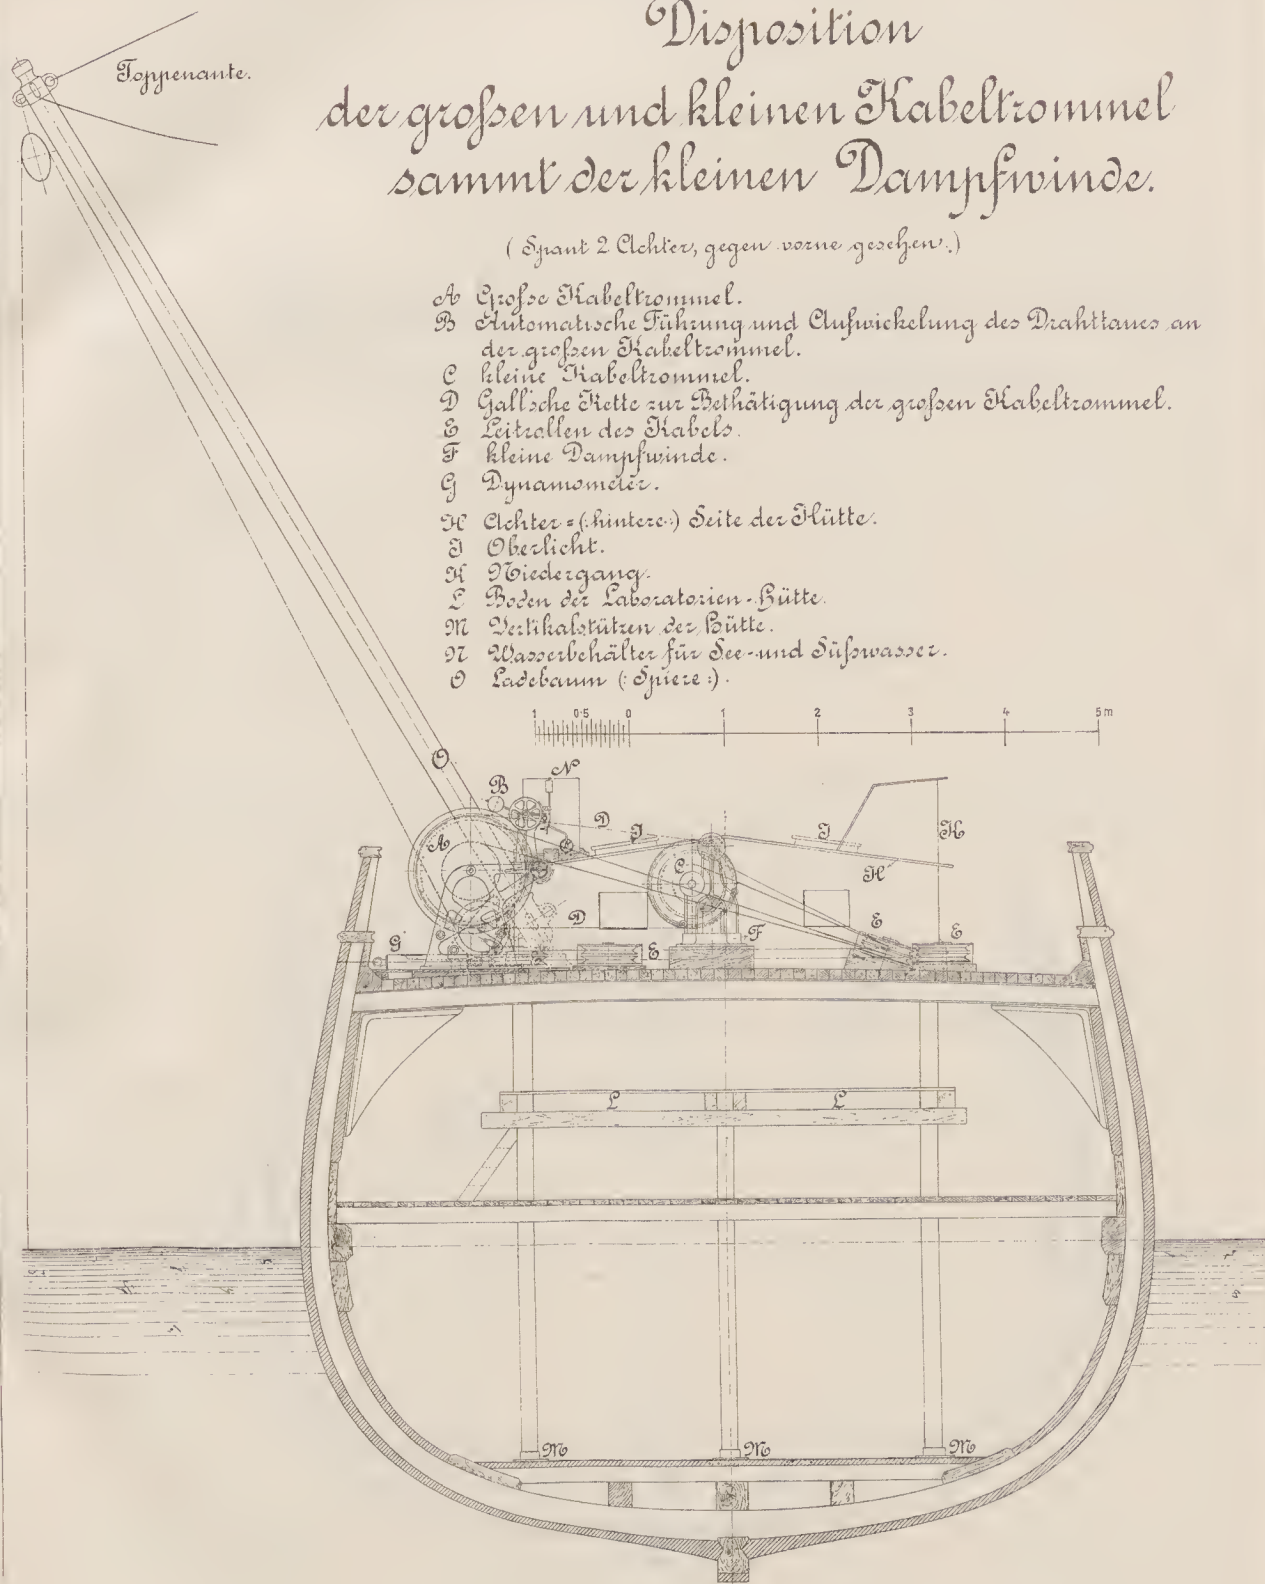 Disposition
der großen und kleinen Kabeltrommel
sammt der kleinen Dampfwinde.
Toppenante.
(Spant 2 Achter, gegen vorne gesehen.)
A Große Kabeltrommel.
B Automatische Führung und Aufwickelung des Drahttaues an
der großen Kabeltrommel.
C kleine Kabeltrommel.
D Gall'sche Kette zur Bethätigung der großen Kabeltrommel.
E Leitrollen des Kabels.
F kleine Dampfwinde.
G Dynamometer.
H Achter=(:hintere:) Seite der Hütte.
J Oberlicht.
K Niedergang.
L Boden der Laboratorien-Hütte.
M Vertikalstützen der Hütte.
N Wasserbehälter für See- und Süßwasser.
O Ladebaum (:Spiere:).
1 0·5 0 1 2 3 4 5 m
O
B N
D J J K
A C H
D E E
G E F
L L
M M M